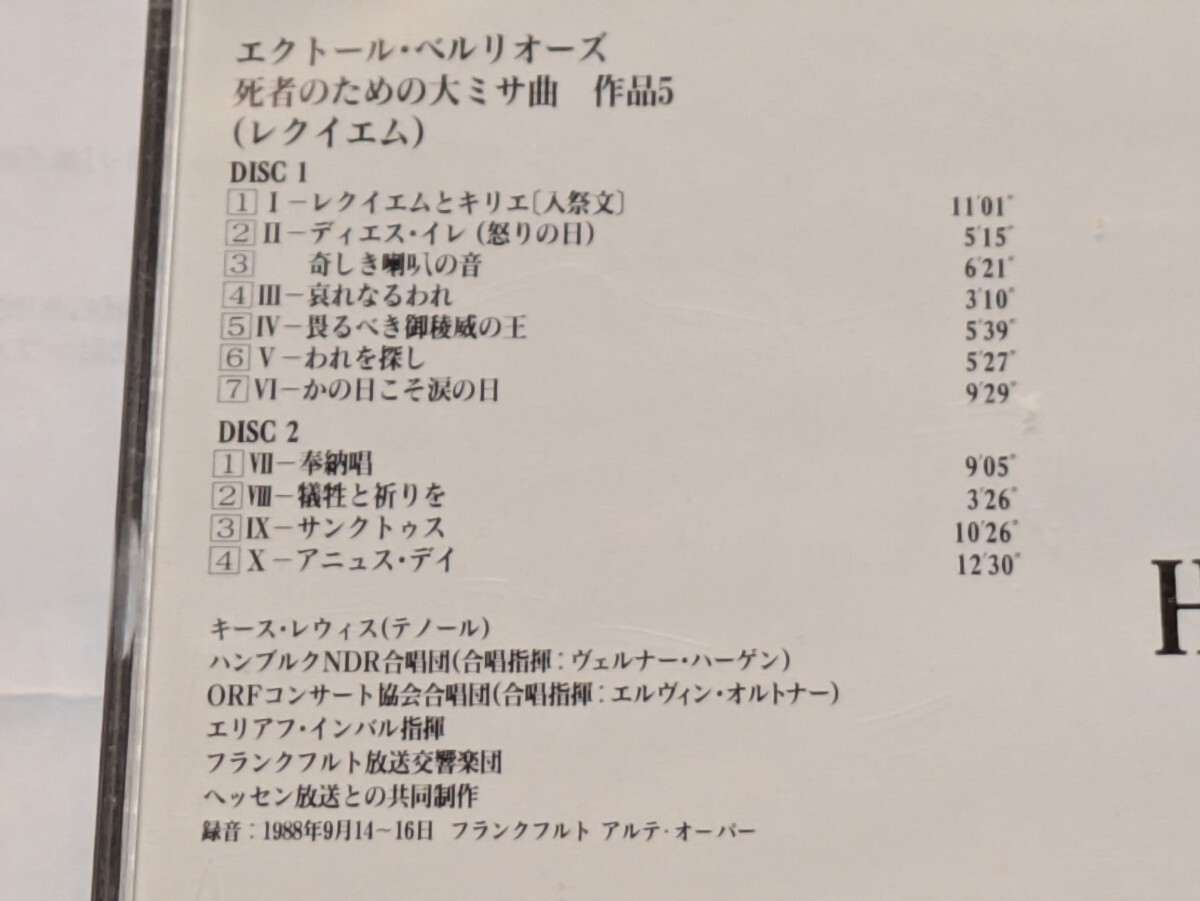 エクトール・ベルリオーズ
死者のための大ミサ曲 作品5
(レクイエム)
DISC 1
1 I－レクイエムとキリエ〔入祭文〕 11'01"
2 II－ディエス・イレ (怒りの日) 5'15"
3 奇しき喇叭の音 6'21"
4 III－哀れなるわれ 3'10"
5 IV－畏るべき御稜威の王 5'39"
6 V－われを探し 5'27"
7 VI－かの日こそ涙の日 9'29"
DISC 2
1 VII－奉納唱 9'05"
2 VIII－犠牲と祈りを 3'26"
3 IX－サンクトゥス 10'26"
4 X－アニュス・デイ 12'30"
キース・レウィス(テノール)
ハンブルクNDR合唱団(合唱指揮：ヴェルナー・ハーゲン)
ORFコンサート協会合唱団(合唱指揮：エルヴィン・オルトナー)
エリアフ・インバル指揮
フランクフルト放送交響楽団
ヘッセン放送との共同制作
録音：1988年9月14～16日 フランクフルト アルテ・オーパー